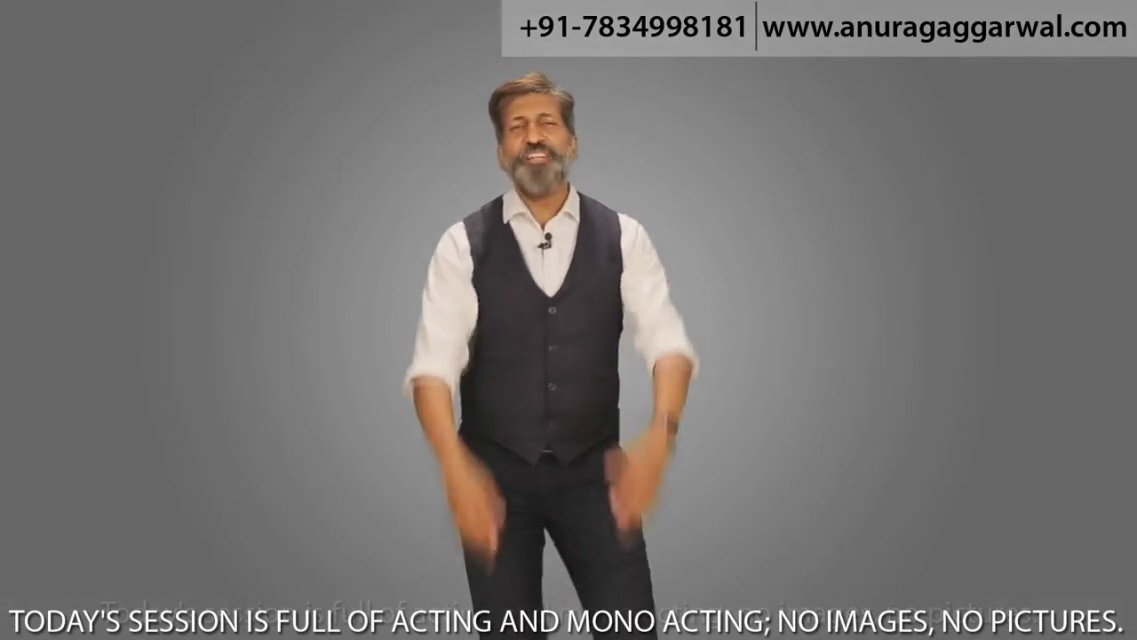 +91-7834998181 | www.anuragaggarwal.com
TODAY'S SESSION IS FULL OF ACTING AND MONO ACTING; NO IMAGES, NO PICTURES.